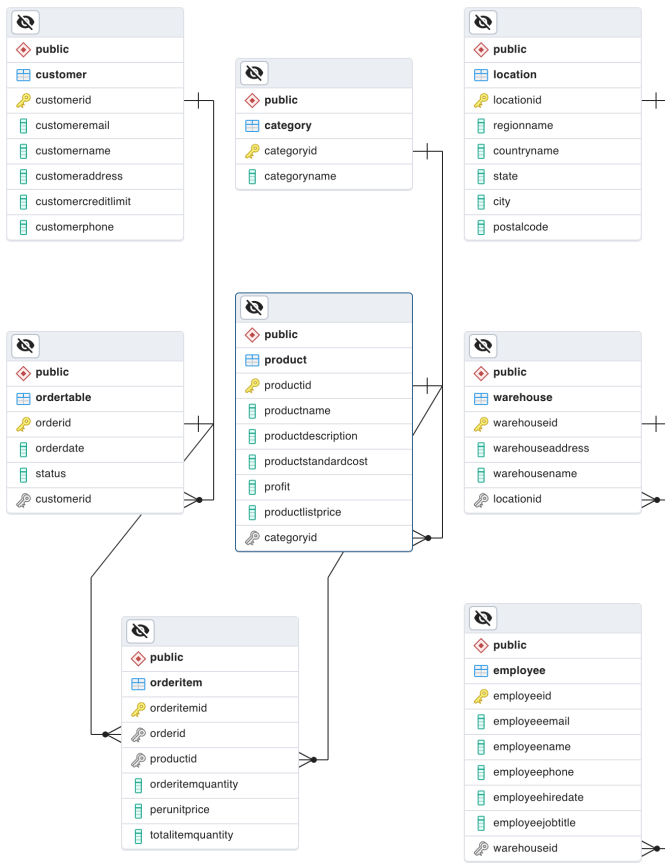 public
customer
customerid
customeremail
customername
customeraddress
customercreditlimit
customerphone
public
category
categoryid
categoryname
public
location
locationid
regionname
countryname
state
city
postalcode
public
ordertable
orderid
orderdate
status
customerid
public
product
productid
productname
productdescription
productstandardcost
profit
productlistprice
categoryid
public
warehouse
warehouseid
warehouseaddress
warehousename
locationid
public
orderitem
orderitemid
orderid
productid
orderitemquantity
perunitprice
totalitemquantity
public
employee
employeeid
employeeemail
employeename
employeephone
employeehiredate
employeejobtitle
warehouseid